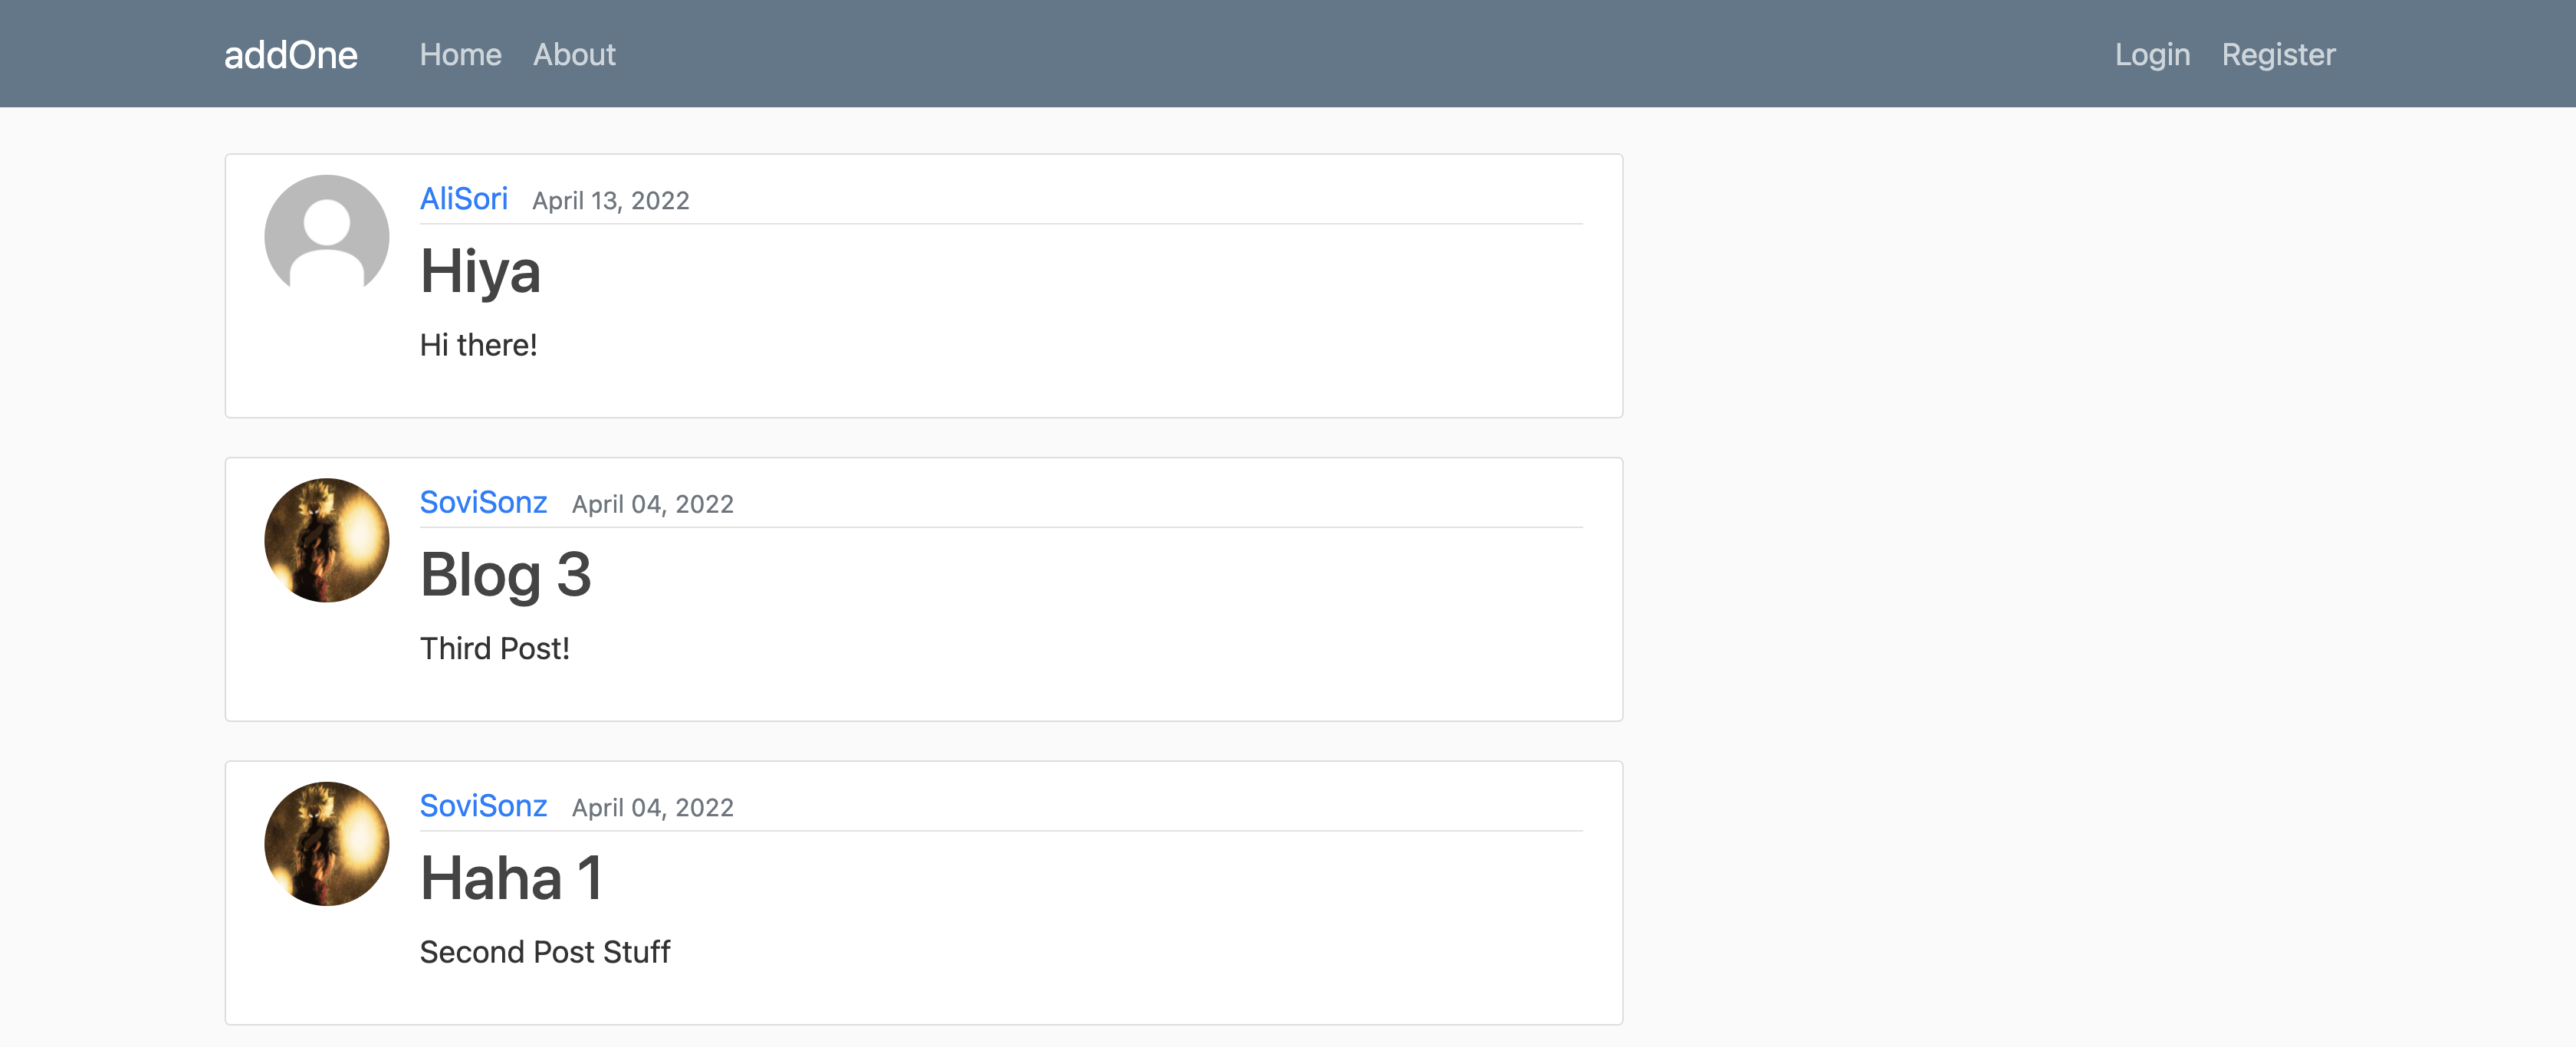 addOne Home About Login Register
AliSori April 13, 2022
Hiya
Hi there!
SoviSonz April 04, 2022
Blog 3
Third Post!
SoviSonz April 04, 2022
Haha 1
Second Post Stuff